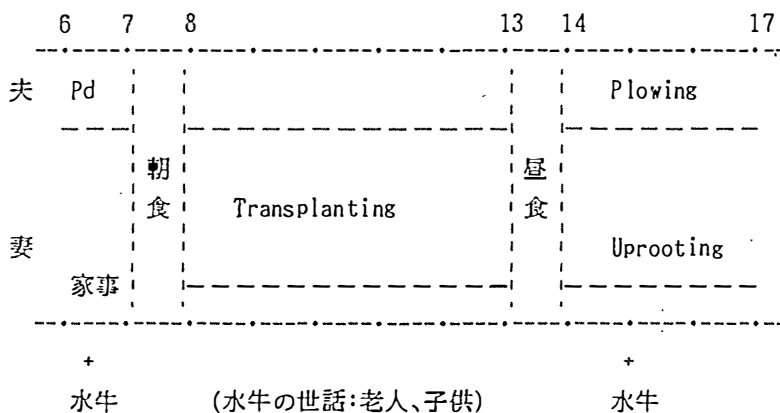 6 7 8 13 14 17
夫 Pd Plowing
朝食 昼食
Transplanting
妻 Uprooting
家事
+ +
水牛 (水牛の世話:老人、子供) 水牛